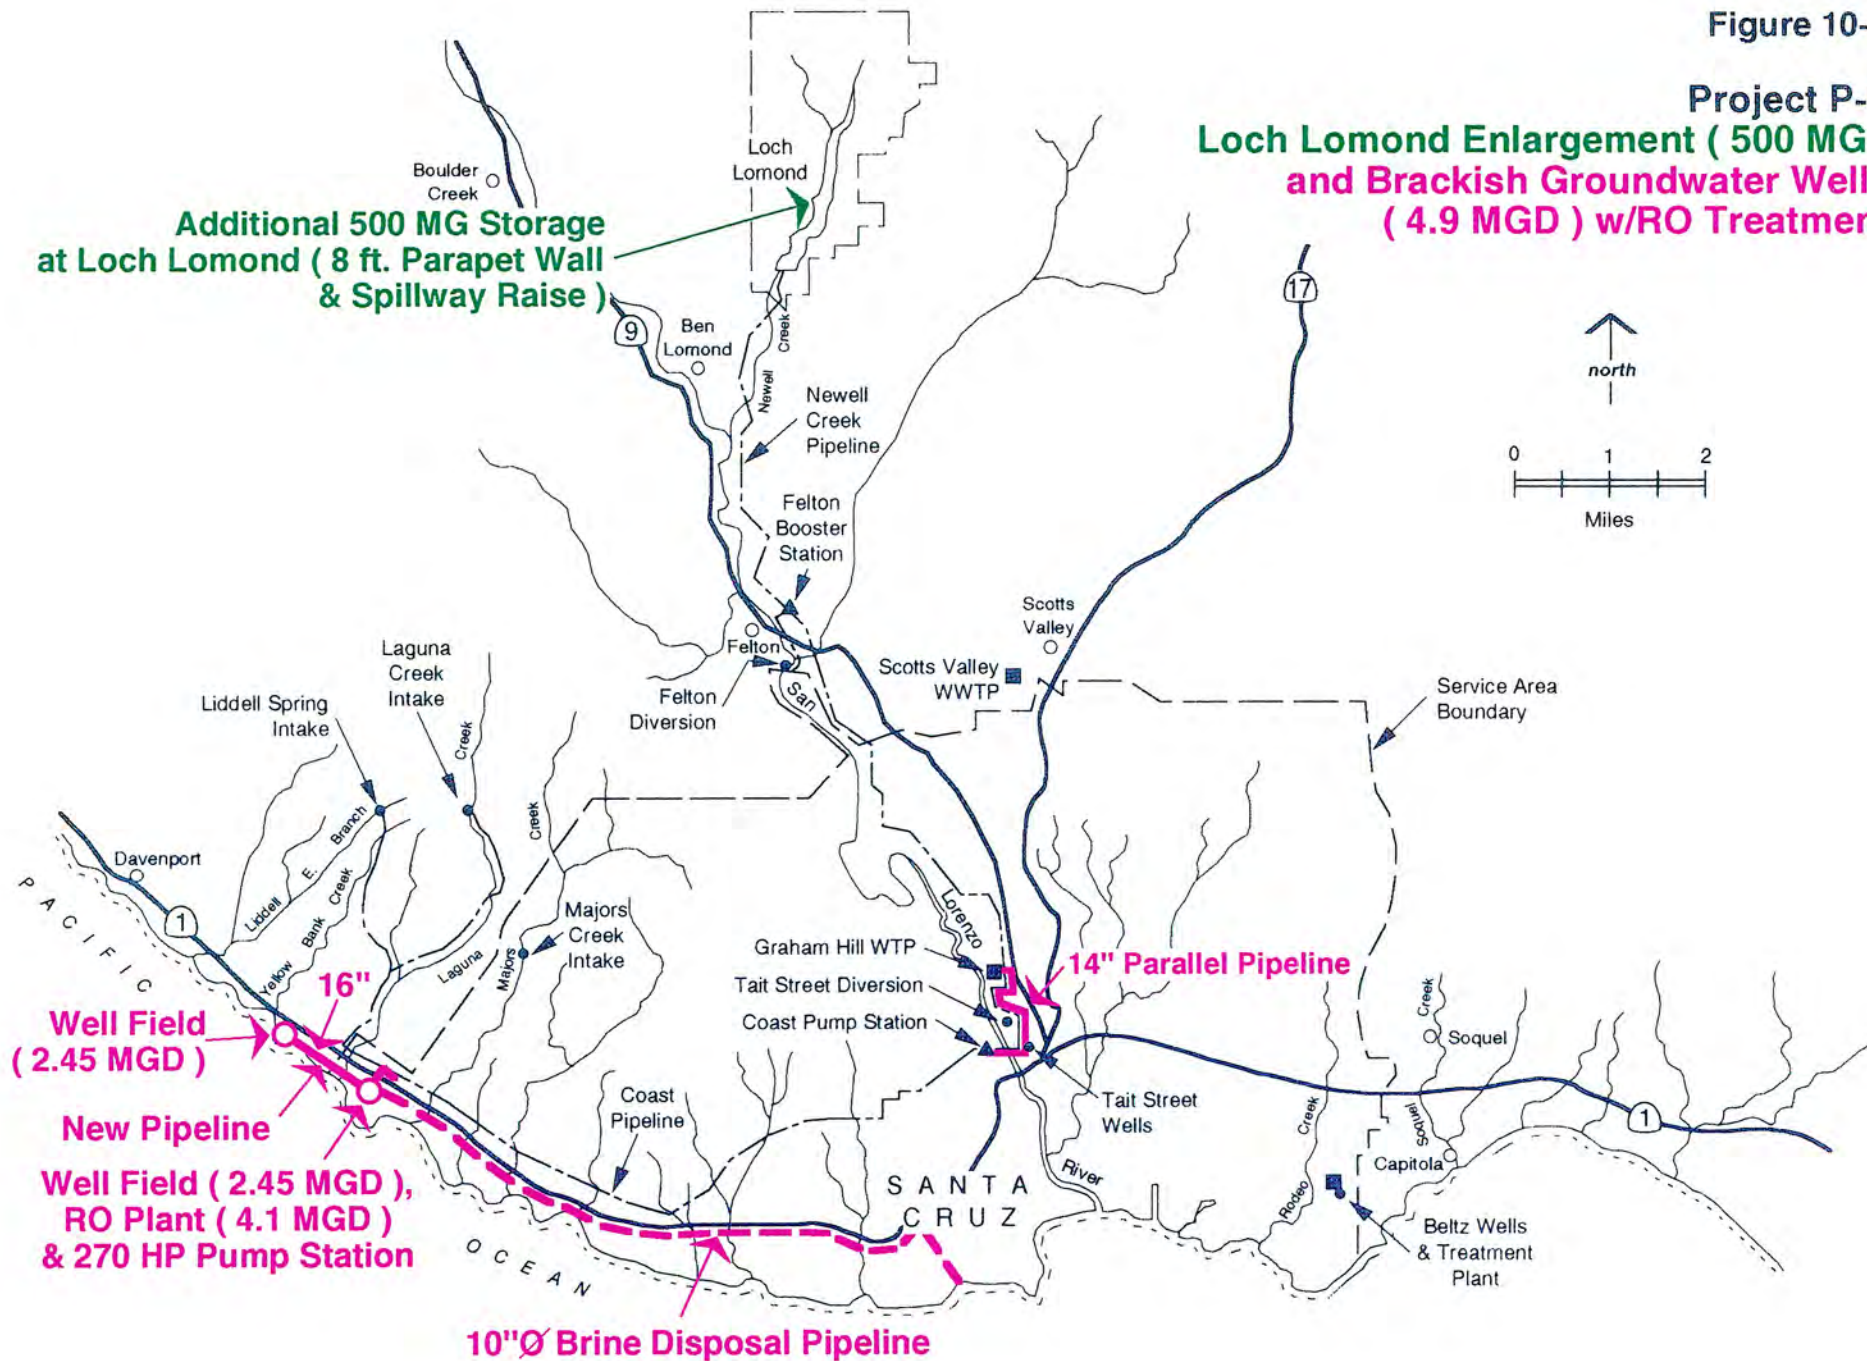 Figure 10-
Project P-
Loch Lomond Enlargement ( 500 MG
and Brackish Groundwater Well
( 4.9 MGD ) w/RO Treatmen
Boulder
Creek
Loch
Lomond
Additional 500 MG Storage
at Loch Lomond ( 8 ft. Parapet Wall
& Spillway Raise )
17
9
Ben
Lomond
Creek
Newell
north
Newell
Creek
Pipeline
0 1 2
Miles
Felton
Booster
Station
Scotts
Valley
Felton
Laguna
Creek
Intake
Scotts Valley
WWTP
Liddell Spring
Intake
Felton
Diversion
San
Service Area
Boundary
Creek
Creek
Branch
Davenport
E.
Liddell
Creek
Bank
Yellow
PACIFIC
1
Majors
Creek
Intake
Laguna
Majors
Lorenzo
Graham Hill WTP
Tait Street Diversion
Coast Pump Station
14" Parallel Pipeline
16"
Well Field
( 2.45 MGD )
Creek
Soquel
Soquel
Creek
Rodeo
New Pipeline
Coast
Pipeline
Tait Street
Wells
1
Capitola
Well Field ( 2.45 MGD ),
RO Plant ( 4.1 MGD )
& 270 HP Pump Station
SANTA
CRUZ
River
OCEAN
Beltz Wells
& Treatment
Plant
10"Ø Brine Disposal Pipeline